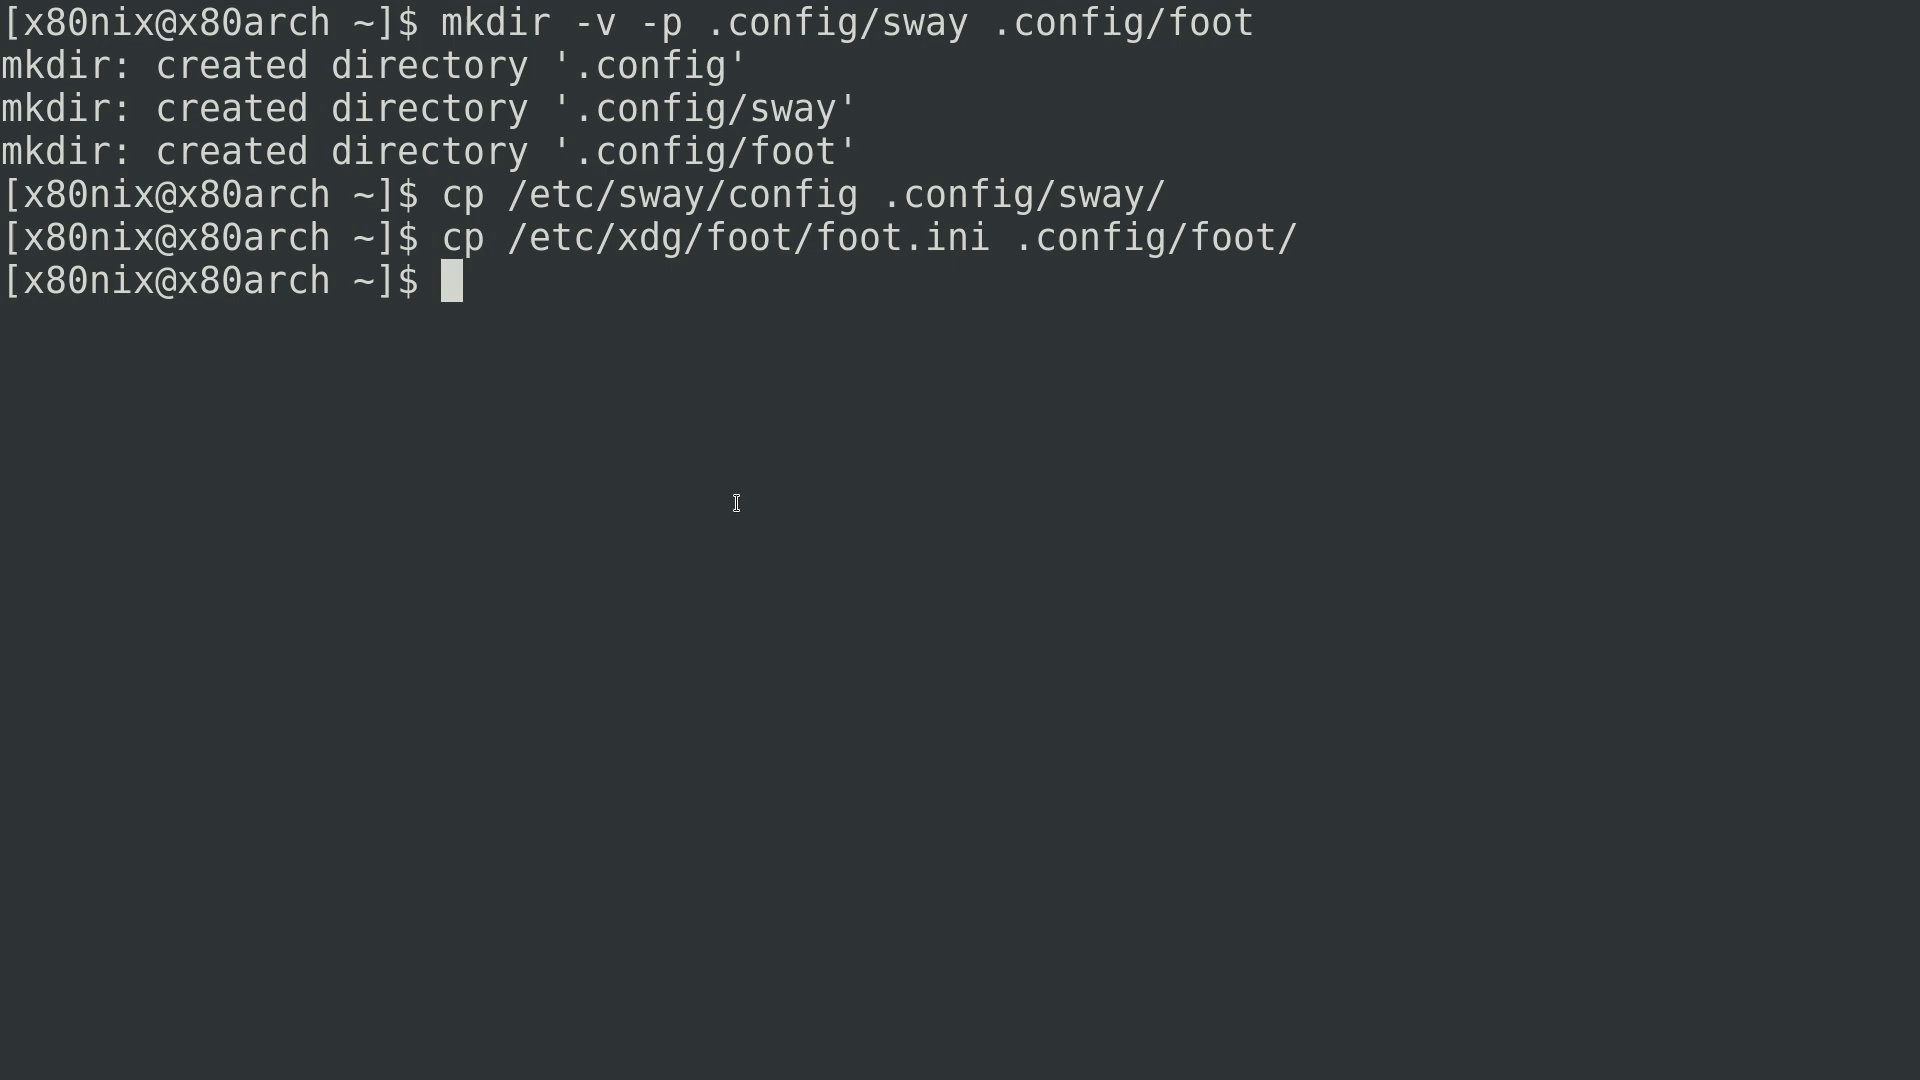 [x80nix@x80arch ~]$ mkdir -v -p .config/sway .config/foot
mkdir: created directory '.config'
mkdir: created directory '.config/sway'
mkdir: created directory '.config/foot'
[x80nix@x80arch ~]$ cp /etc/sway/config .config/sway/
[x80nix@x80arch ~]$ cp /etc/xdg/foot/foot.ini .config/foot/
[x80nix@x80arch ~]$